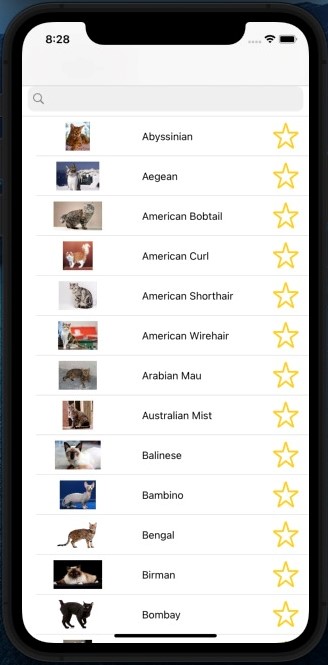 8:28
Abyssinian
Aegean
American Bobtail
American Curl
American Shorthair
American Wirehair
Arabian Mau
Australian Mist
Balinese
Bambino
Bengal
Birman
Bombay